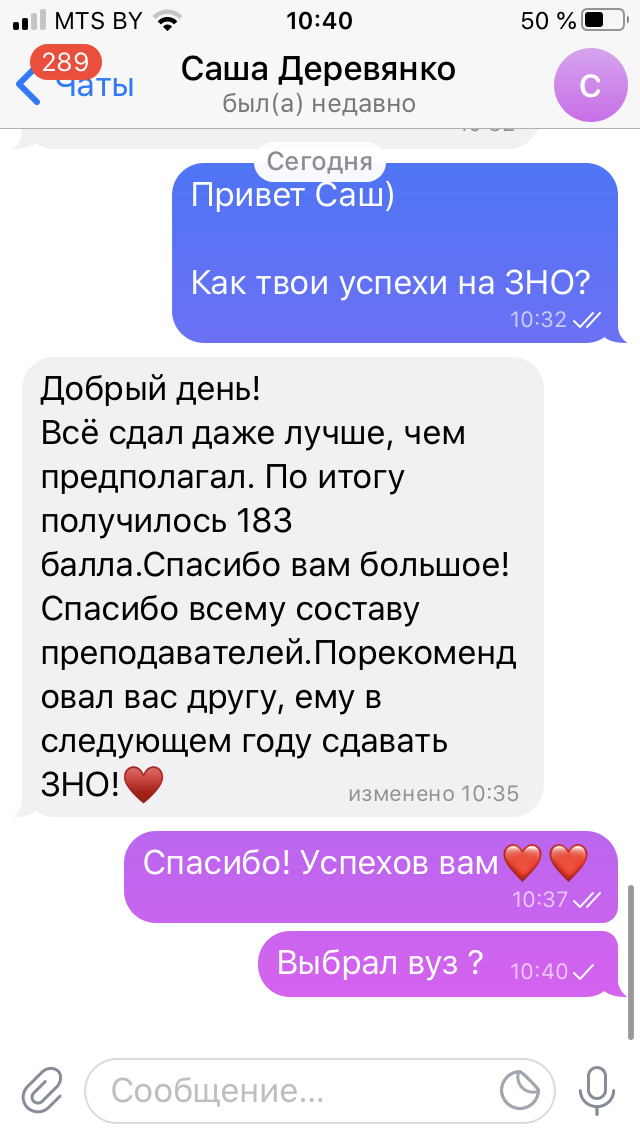 MTS BY 10:40 50 %
289
Чаты
Саша Деревянко
был(а) недавно
С
Сегодня
Привет Саш)
Как твои успехи на ЗНО?
10:32
Добрый день!
Всё сдал даже лучше, чем
предполагал. По итогу
получилось 183
балла.Спасибо вам большое!
Спасибо всему составу
преподавателей.Порекоменд
овал вас другу, ему в
следующем году сдавать
ЗНО!♥️
изменено 10:35
Спасибо! Успехов вам❤️❤️
10:37
Выбрал вуз ? 10:40
Сообщение...